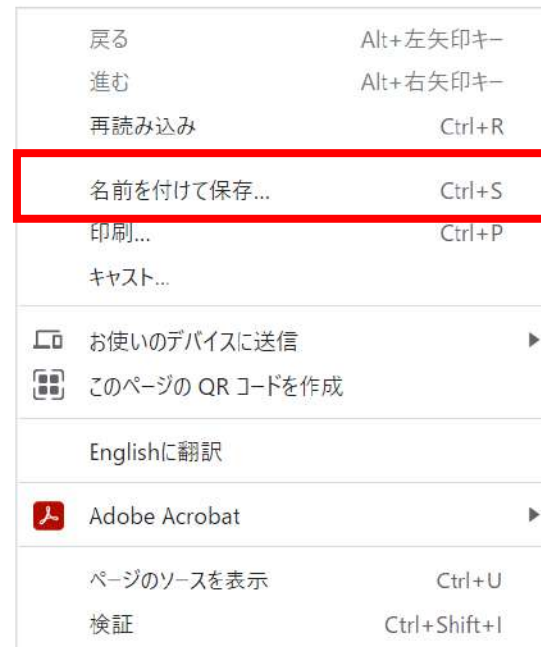 戻る Alt+左矢印キー
進む Alt+右矢印キー
再読み込み Ctrl+R
名前を付けて保存... Ctrl+S
印刷... Ctrl+P
キャスト...
お使いのデバイスに送信
このページの QR コードを作成
Englishに翻訳
Adobe Acrobat
ページのソースを表示 Ctrl+U
検証 Ctrl+Shift+I